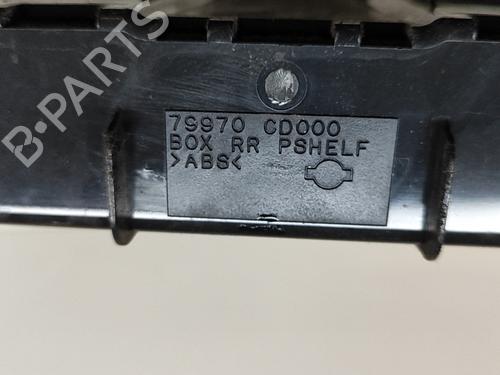 B-PARTS
79970 CD000
BOX RR PSHELF
>ABS<